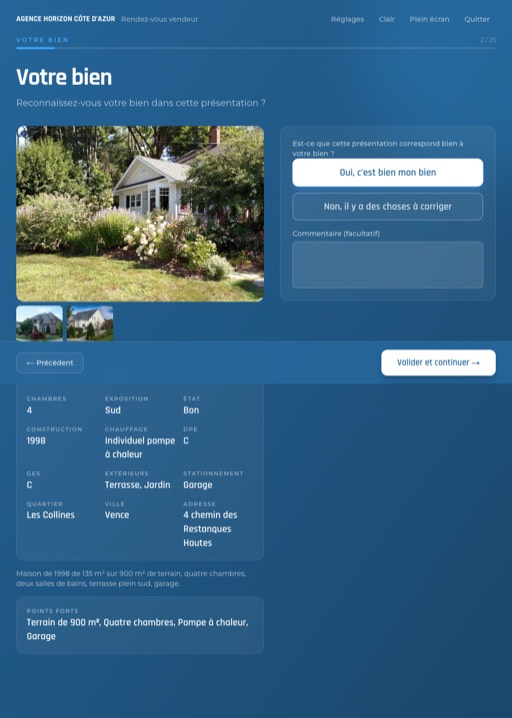 AGENCE HORIZON CÔTE D'AZUR Rendez-vous vendeur Réglages Clair Plein écran Quitter
VOTRE BIEN 2 / 25
Votre bien
Reconnaissez-vous votre bien dans cette présentation ?
Est-ce que cette présentation correspond bien à
votre bien ?
Oui, c'est bien mon bien
Non, il y a des choses à corriger
Commentaire (facultatif)
← Précédent Valider et continuer →
CHAMBRES EXPOSITION ÉTAT
4 Sud Bon
CONSTRUCTION CHAUFFAGE DPE
1998 Individuel pompe C
à chaleur
GES EXTÉRIEURS STATIONNEMENT
C Terrasse, Jardin Garage
QUARTIER VILLE ADRESSE
Les Collines Vence 4 chemin des
Restanques
Hautes
Maison de 1998 de 135 m² sur 900 m² de terrain, quatre chambres,
deux salles de bains, terrasse plein sud, garage.
POINTS FORTS
Terrain de 900 m², Quatre chambres, Pompe à chaleur,
Garage